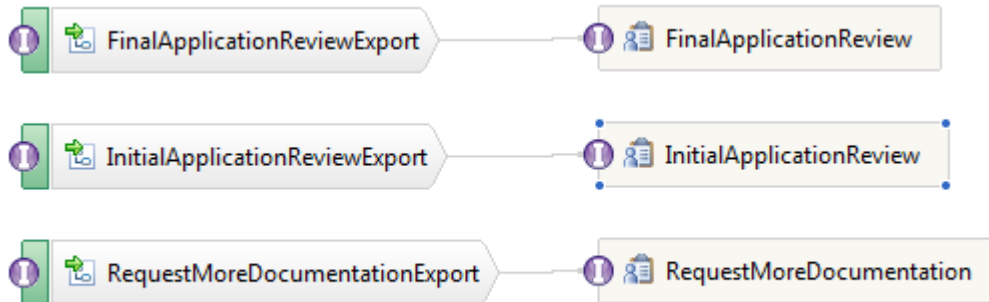 FinalApplicationReviewExport
FinalApplicationReview
InitialApplicationReviewExport
InitialApplicationReview
RequestMoreDocumentationExport
RequestMoreDocumentation